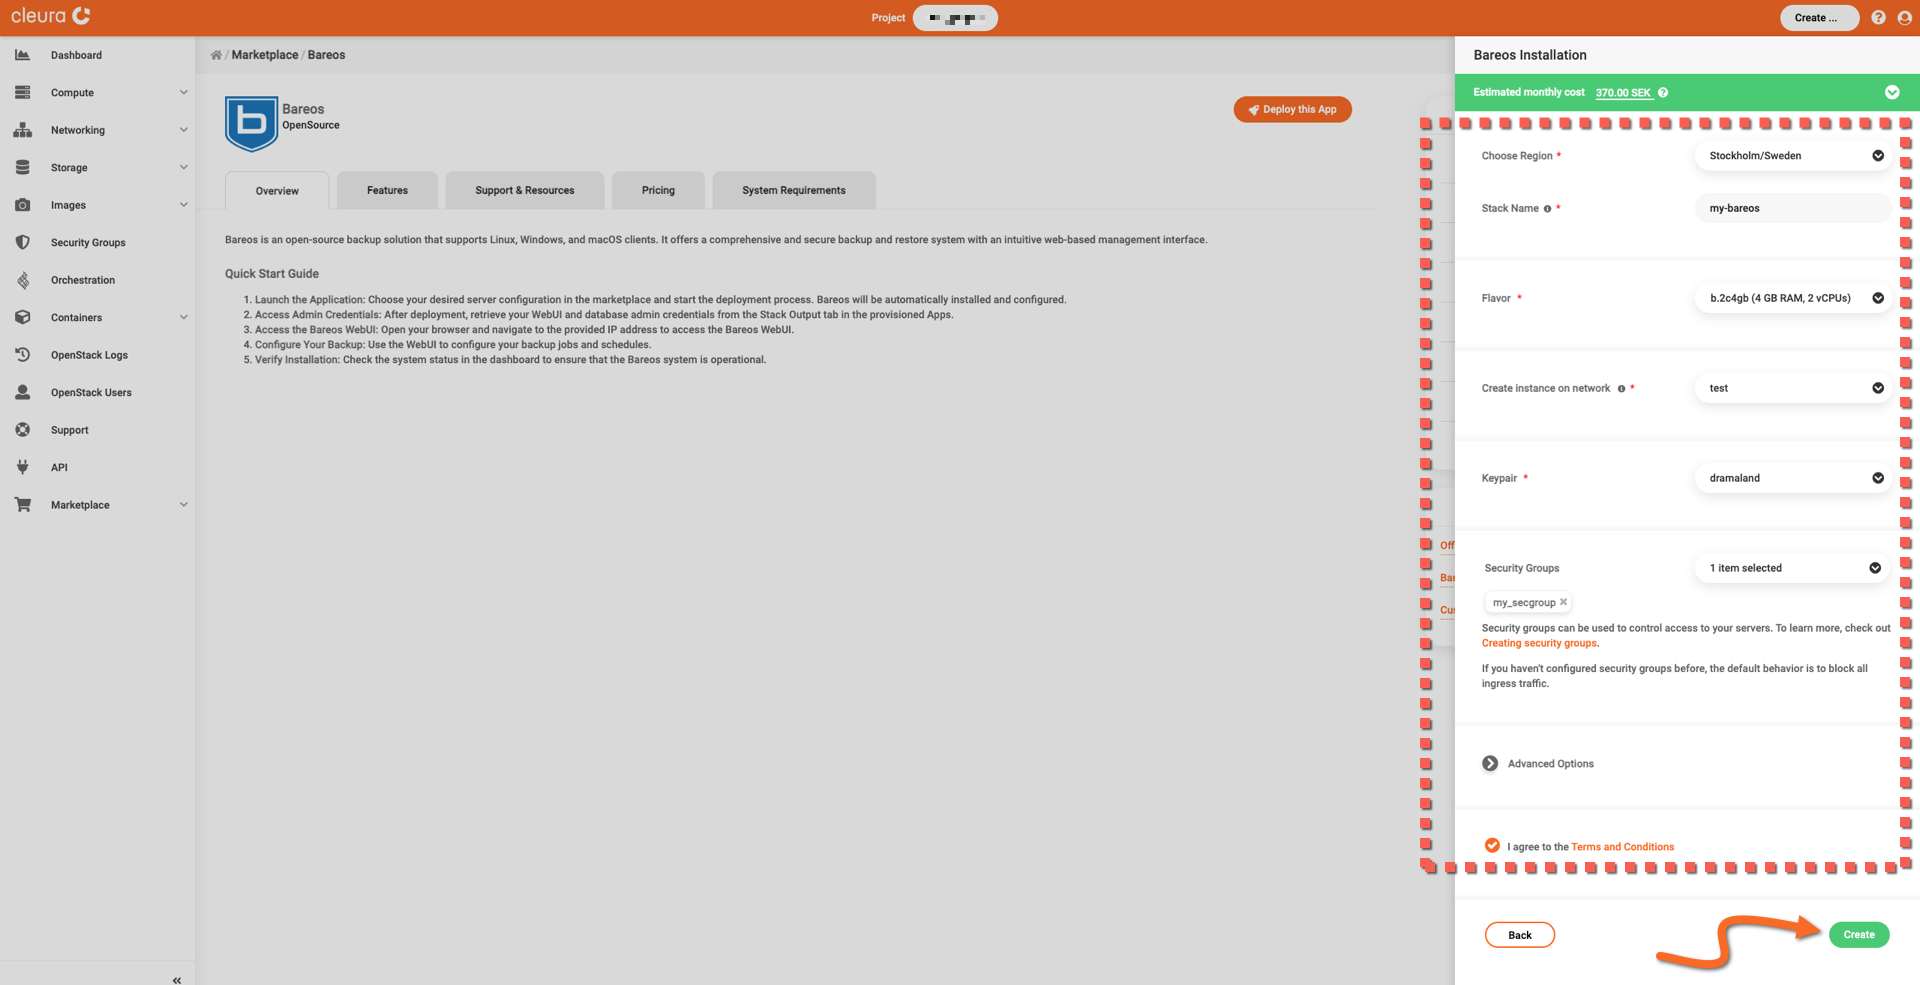 cleura
Project
Create ...
Dashboard
Compute
Networking
Storage
Images
Security Groups
Orchestration
Containers
OpenStack Logs
OpenStack Users
Support
API
Marketplace
«
/ Marketplace / Bareos
Bareos
OpenSource
Deploy this App
Overview
Features
Support & Resources
Pricing
System Requirements
Bareos is an open-source backup solution that supports Linux, Windows, and macOS clients. It offers a comprehensive and secure backup and restore system with an intuitive web-based management interface.
Quick Start Guide
1. Launch the Application: Choose your desired server configuration in the marketplace and start the deployment process. Bareos will be automatically installed and configured.
2. Access Admin Credentials: After deployment, retrieve your WebUI and database admin credentials from the Stack Output tab in the provisioned Apps.
3. Access the Bareos WebUI: Open your browser and navigate to the provided IP address to access the Bareos WebUI.
4. Configure Your Backup: Use the WebUI to configure your backup jobs and schedules.
5. Verify Installation: Check the system status in the dashboard to ensure that the Bareos system is operational.
Off
Bar
Cus
Bareos Installation
Estimated monthly cost 370.00 SEK
Choose Region *
Stockholm/Sweden
Stack Name *
my-bareos
Flavor *
b.2c4gb (4 GB RAM, 2 vCPUs)
Create instance on network *
test
Keypair *
dramaland
Security Groups
1 item selected
my_secgroup
Security groups can be used to control access to your servers. To learn more, check out
Creating security groups.
If you haven't configured security groups before, the default behavior is to block all
ingress traffic.
Advanced Options
I agree to the Terms and Conditions
Back
Create